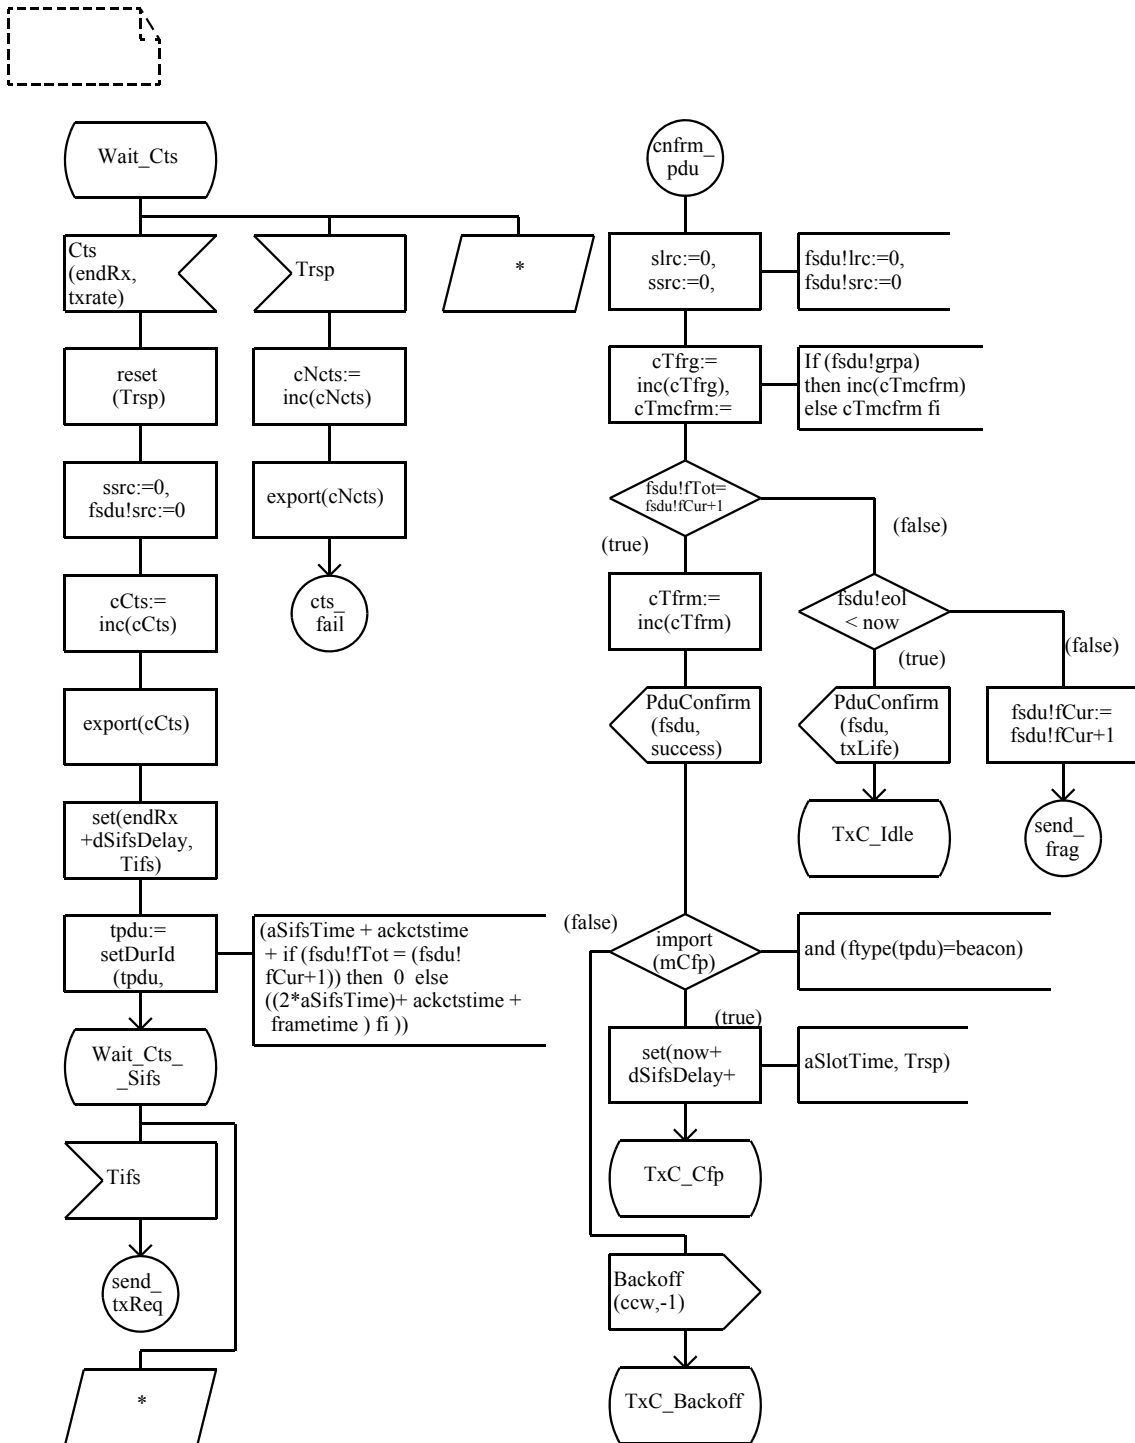 Wait_Cts
Cts
(endRx,
txrate)
Trsp
*
reset
(Trsp)
cNcts:=
inc(cNcts)
ssrc:=0,
fsdu!src:=0
export(cNcts)
cCts:=
inc(cCts)
cts_
fail
export(cCts)
set(endRx
+dSifsDelay,
Tifs)
tpdu:=
setDurId
(tpdu,
(aSifsTime + ackctstime
+ if (fsdu!fTot = (fsdu!
fCur+1)) then 0 else
((2*aSifsTime)+ ackctstime +
frametime ) fi ))
Wait_Cts_
_Sifs
Tifs
send_
txReq
*
cnfrm_
pdu
slrc:=0,
ssrc:=0,
fsdu!lrc:=0,
fsdu!src:=0
cTfrg:=
inc(cTfrg),
cTmcfrm:=
If (fsdu!grpa)
then inc(cTmcfrm)
else cTmcfrm fi
fsdu!fTot=
fsdu!fCur+1
(true)
(false)
cTfrm:=
inc(cTfrm)
fsdu!eol
< now
(true)
(false)
PduConfirm
(fsdu,
success)
PduConfirm
(fsdu,
txLife)
fsdu!fCur:=
fsdu!fCur+1
TxC_Idle
send_
frag
(false)
import
(mCfp)
and (ftype(tpdu)=beacon)
(true)
set(now+
dSifsDelay+
aSlotTime, Trsp)
TxC_Cfp
Backoff
(ccw,-1)
TxC_Backoff